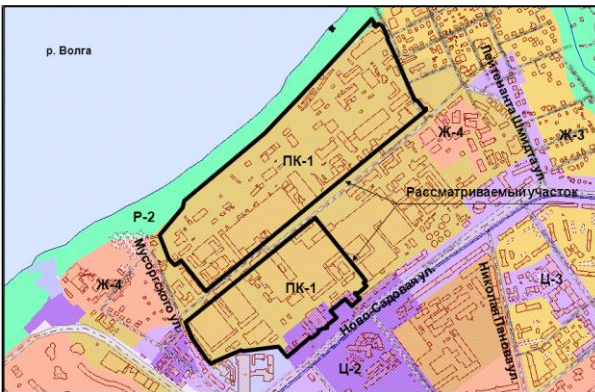 р. Волга
Лейтенанта Шмидта ул.
Ж-4
Ж-3
ПК-1
Рассматриваемый участок
Р-2
Мусоргского ул.
Ж-4
ПК-1
Ново-Садовая ул.
Николая Панова ул.
Ц-3
Ц-2